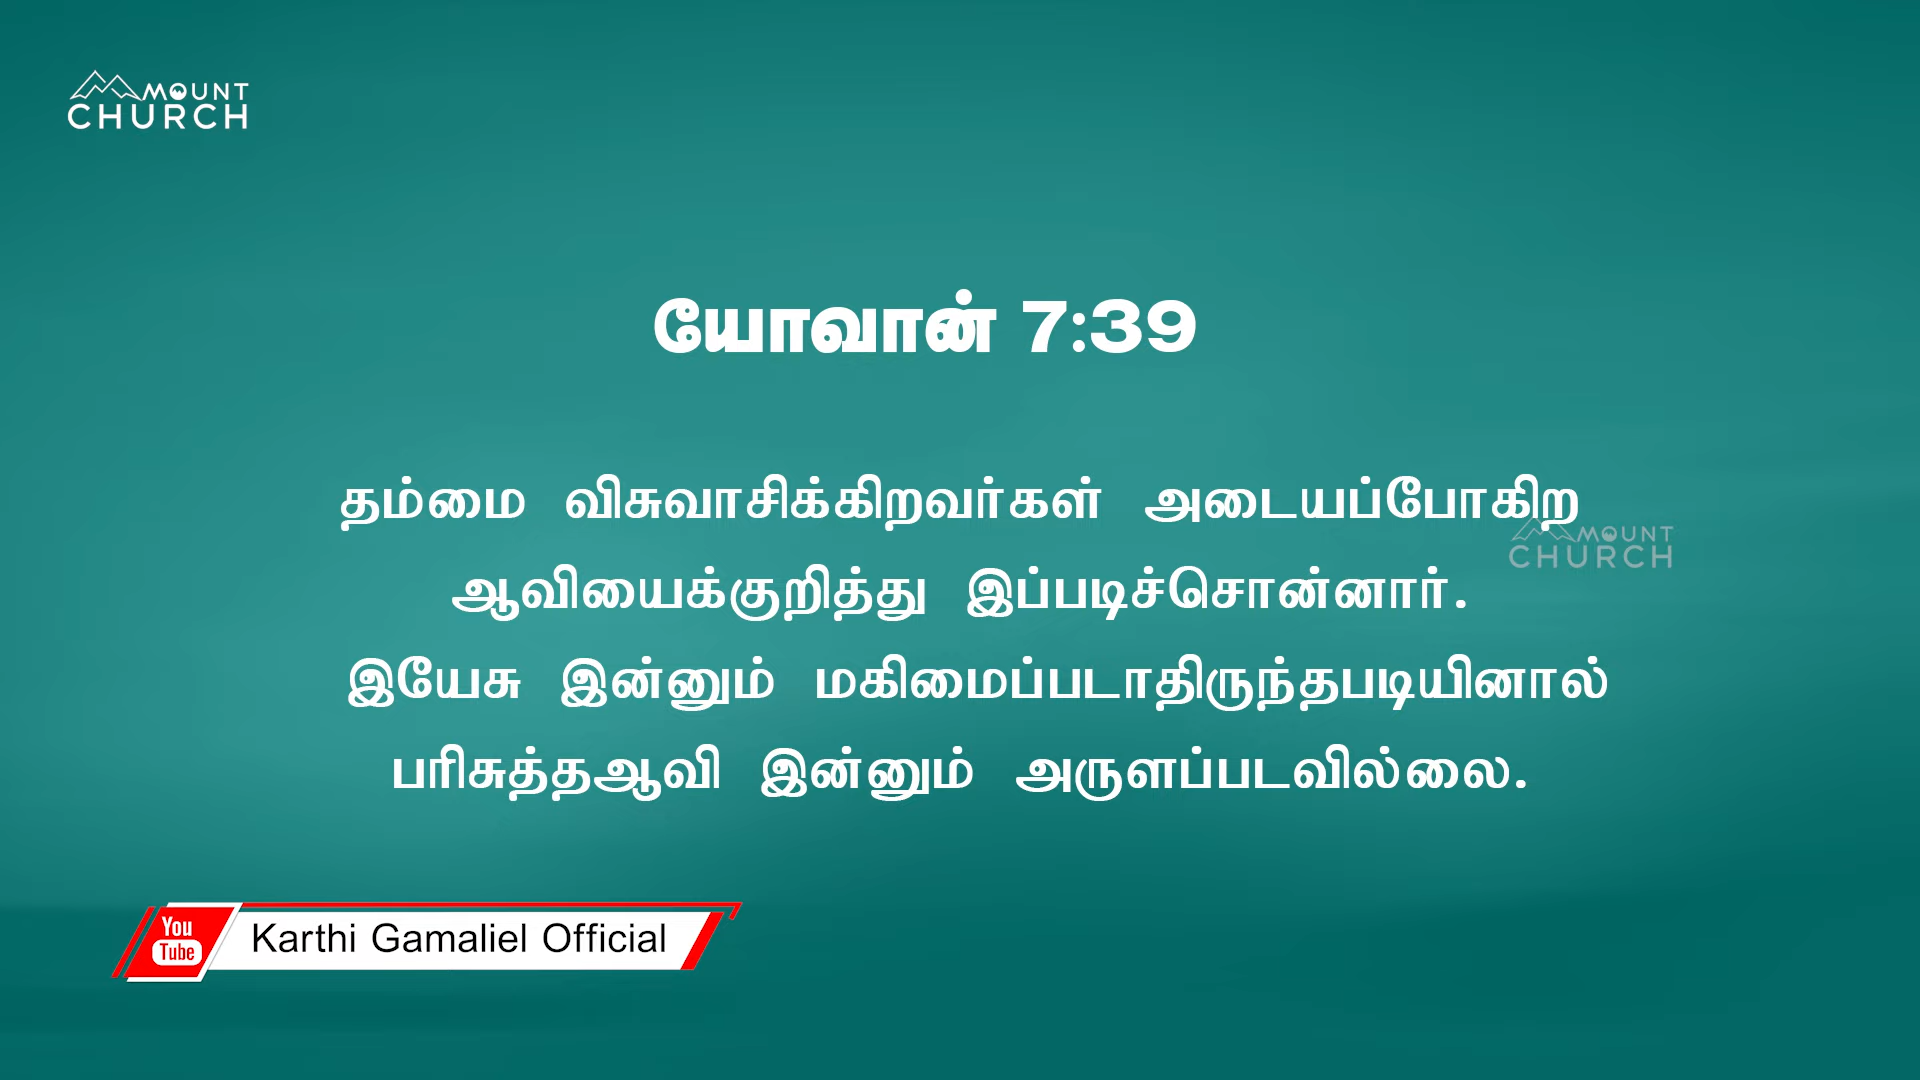 MOUNT
CHURCH
யோவான் 7:39
தம்மை விசுவாசிக்கிறவர்கள் அடையப்போகிற
MOUNT
CHURCH
ஆவியைக்குறித்து இப்படிச்சொன்னார்.
இயேசு இன்னும் மகிமைப்படாதிருந்தபடியினால்
பரிசுத்தஆவி இன்னும் அருளப்படவில்லை.
You
Tube
Karthi Gamaliel Official